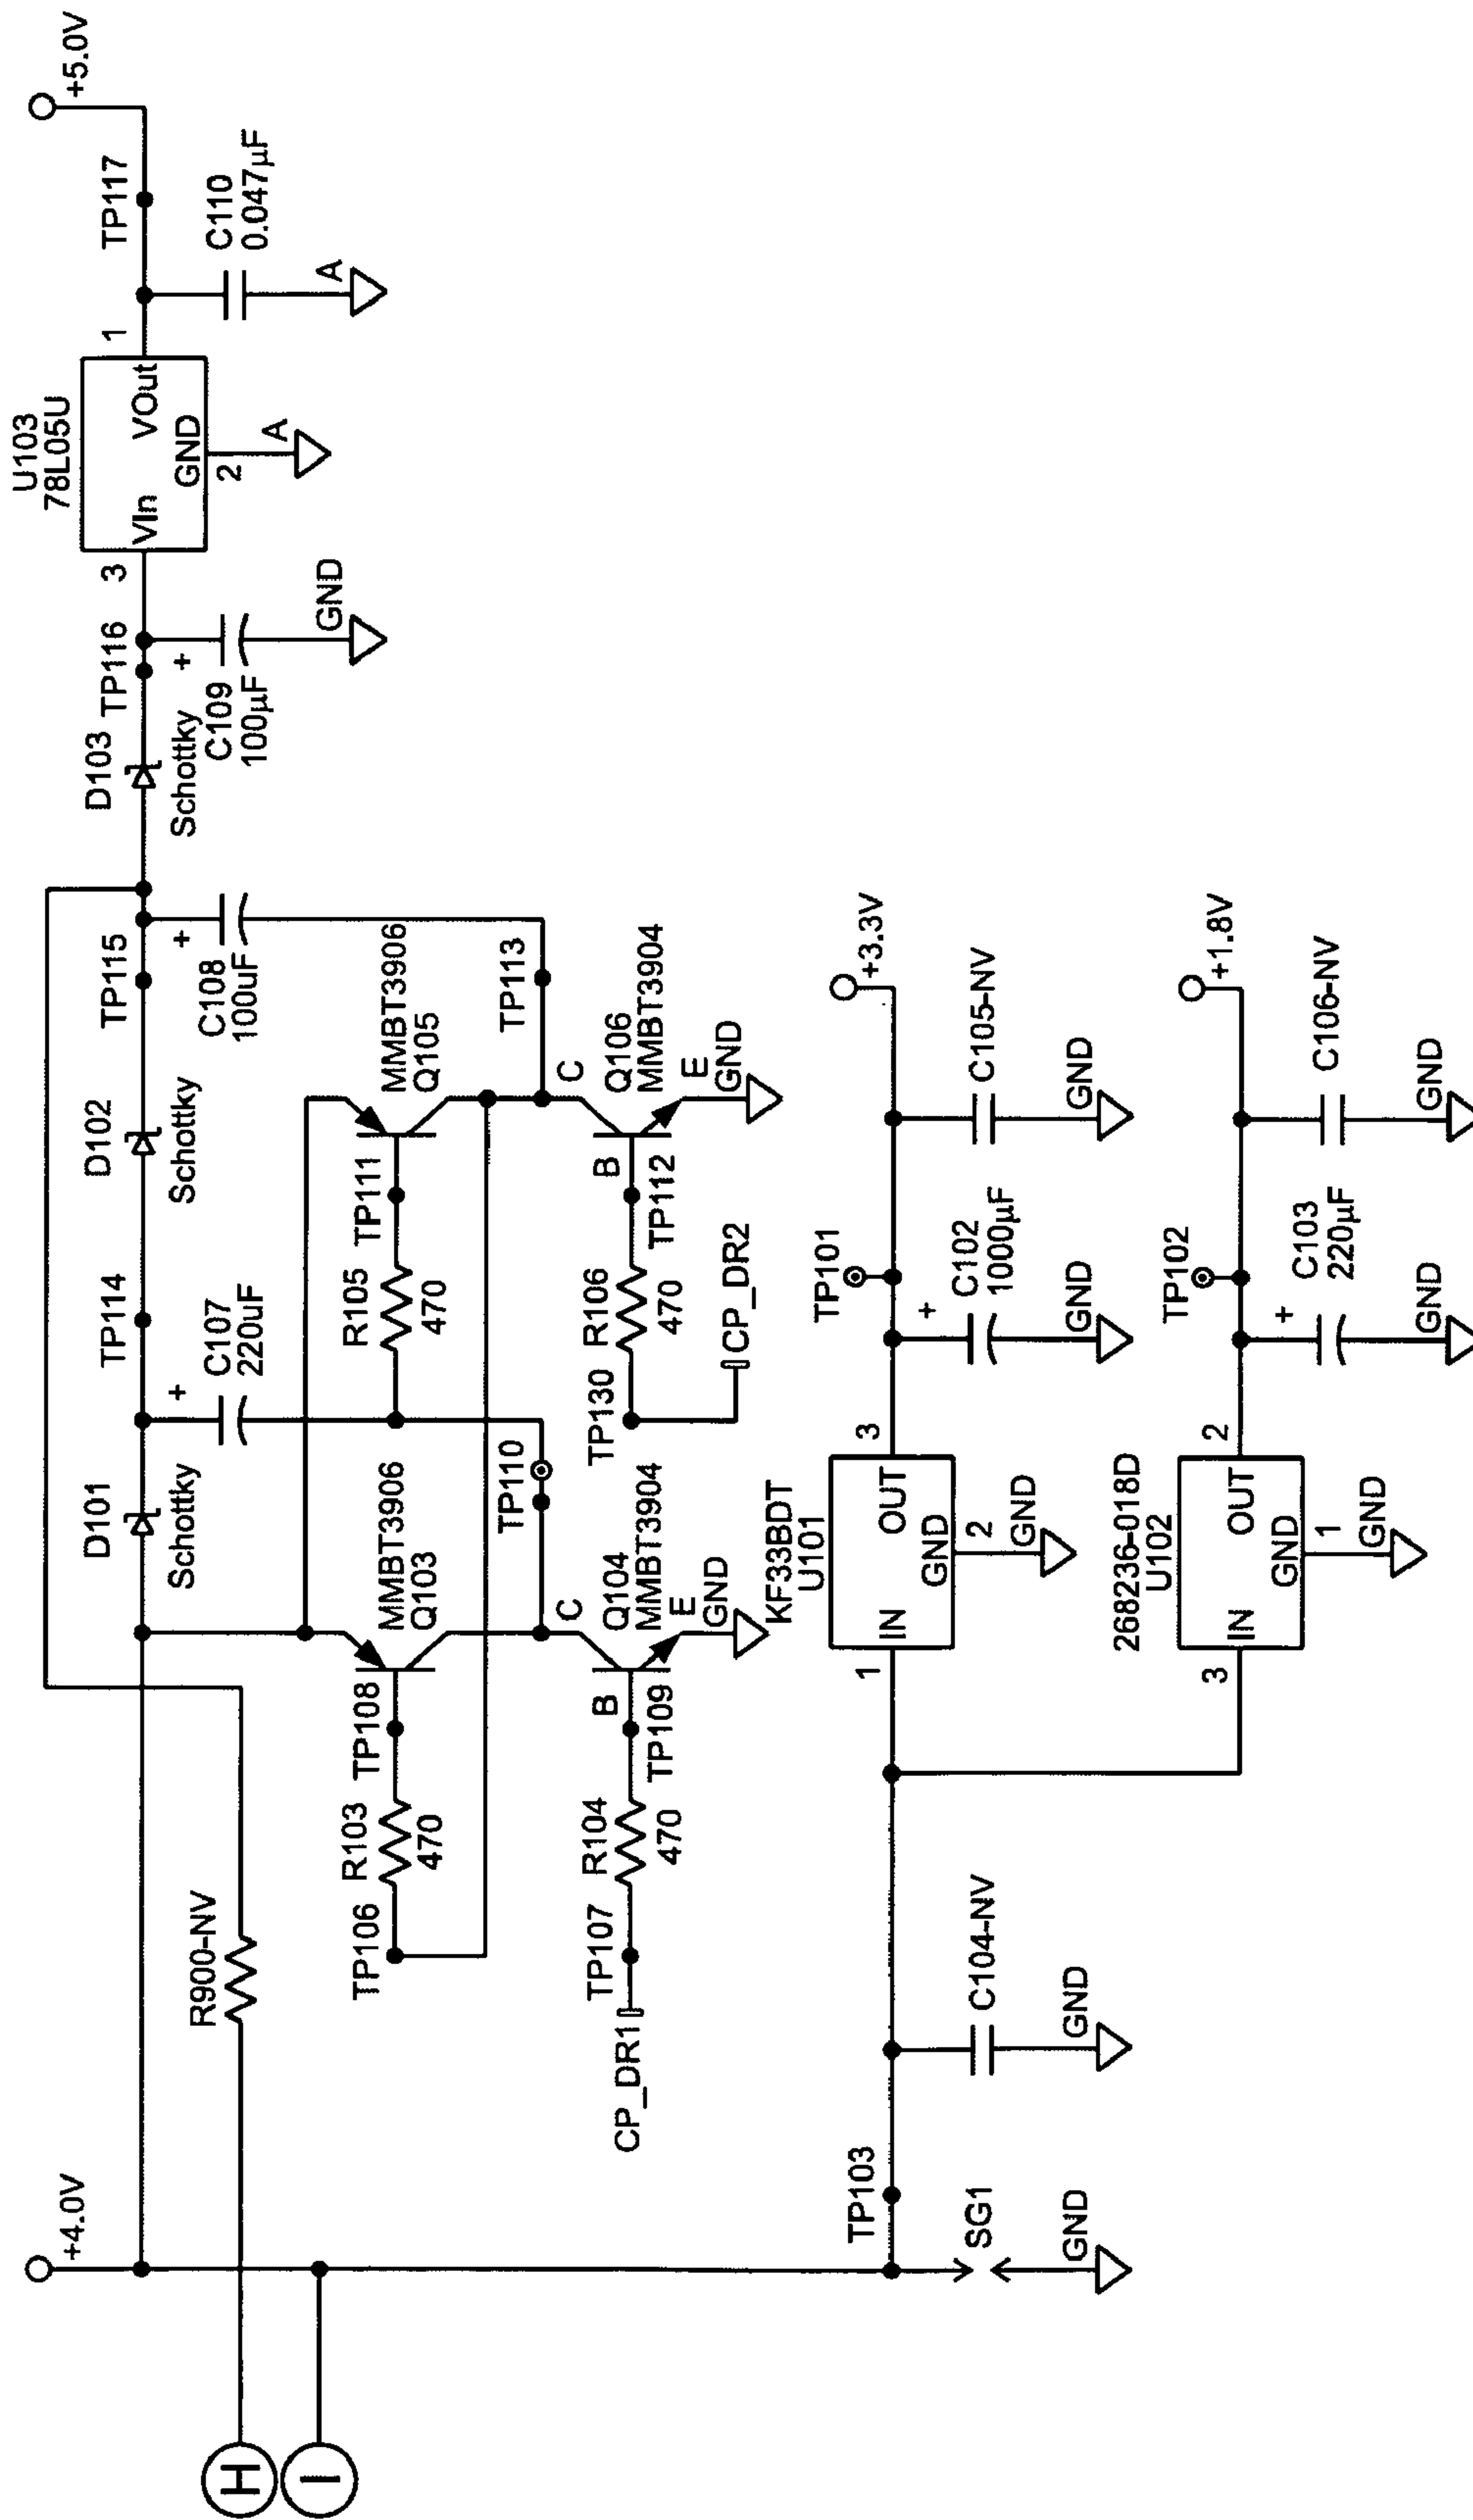 +4.0V
H
I
R900-NV
D101
Schottky
TP114
C107
220uF
+
D102
Schottky
TP115
C108
100uF
+
D103
Schottky
TP116
C109
100µF
+
GND
U103
78L05U
3
VIn
VOut
GND
1
2
A
TP117
C110
0.047µF
A
+5.0V
TP106
R103
470
TP108
MMBT3906
Q103
TP110
R105
470
TP111
MMBT3906
Q105
TP113
CP_DR1
TP107
R104
470
TP109
B
C
Q104
MMBT3904
E
GND
TP130
R106
470
CP_DR2
TP112
B
C
Q106
MMBT3904
E
GND
TP103
SG1
GND
C104-NV
GND
KF33BDT
U101
1
IN
OUT
GND
3
2
GND
TP101
+
C102
1000µF
GND
C105-NV
GND
+3.3V
268236-018D
U102
3
IN
OUT
GND
2
1
GND
TP102
+
C103
220µF
GND
C106-NV
GND
+1.8V